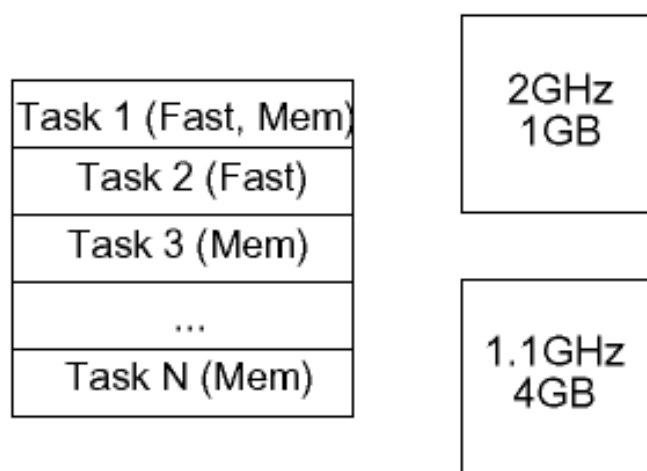 Task 1 (Fast, Mem)
Task 2 (Fast)
Task 3 (Mem)
...
Task N (Mem)
2GHz
1GB
1.1GHz
4GB